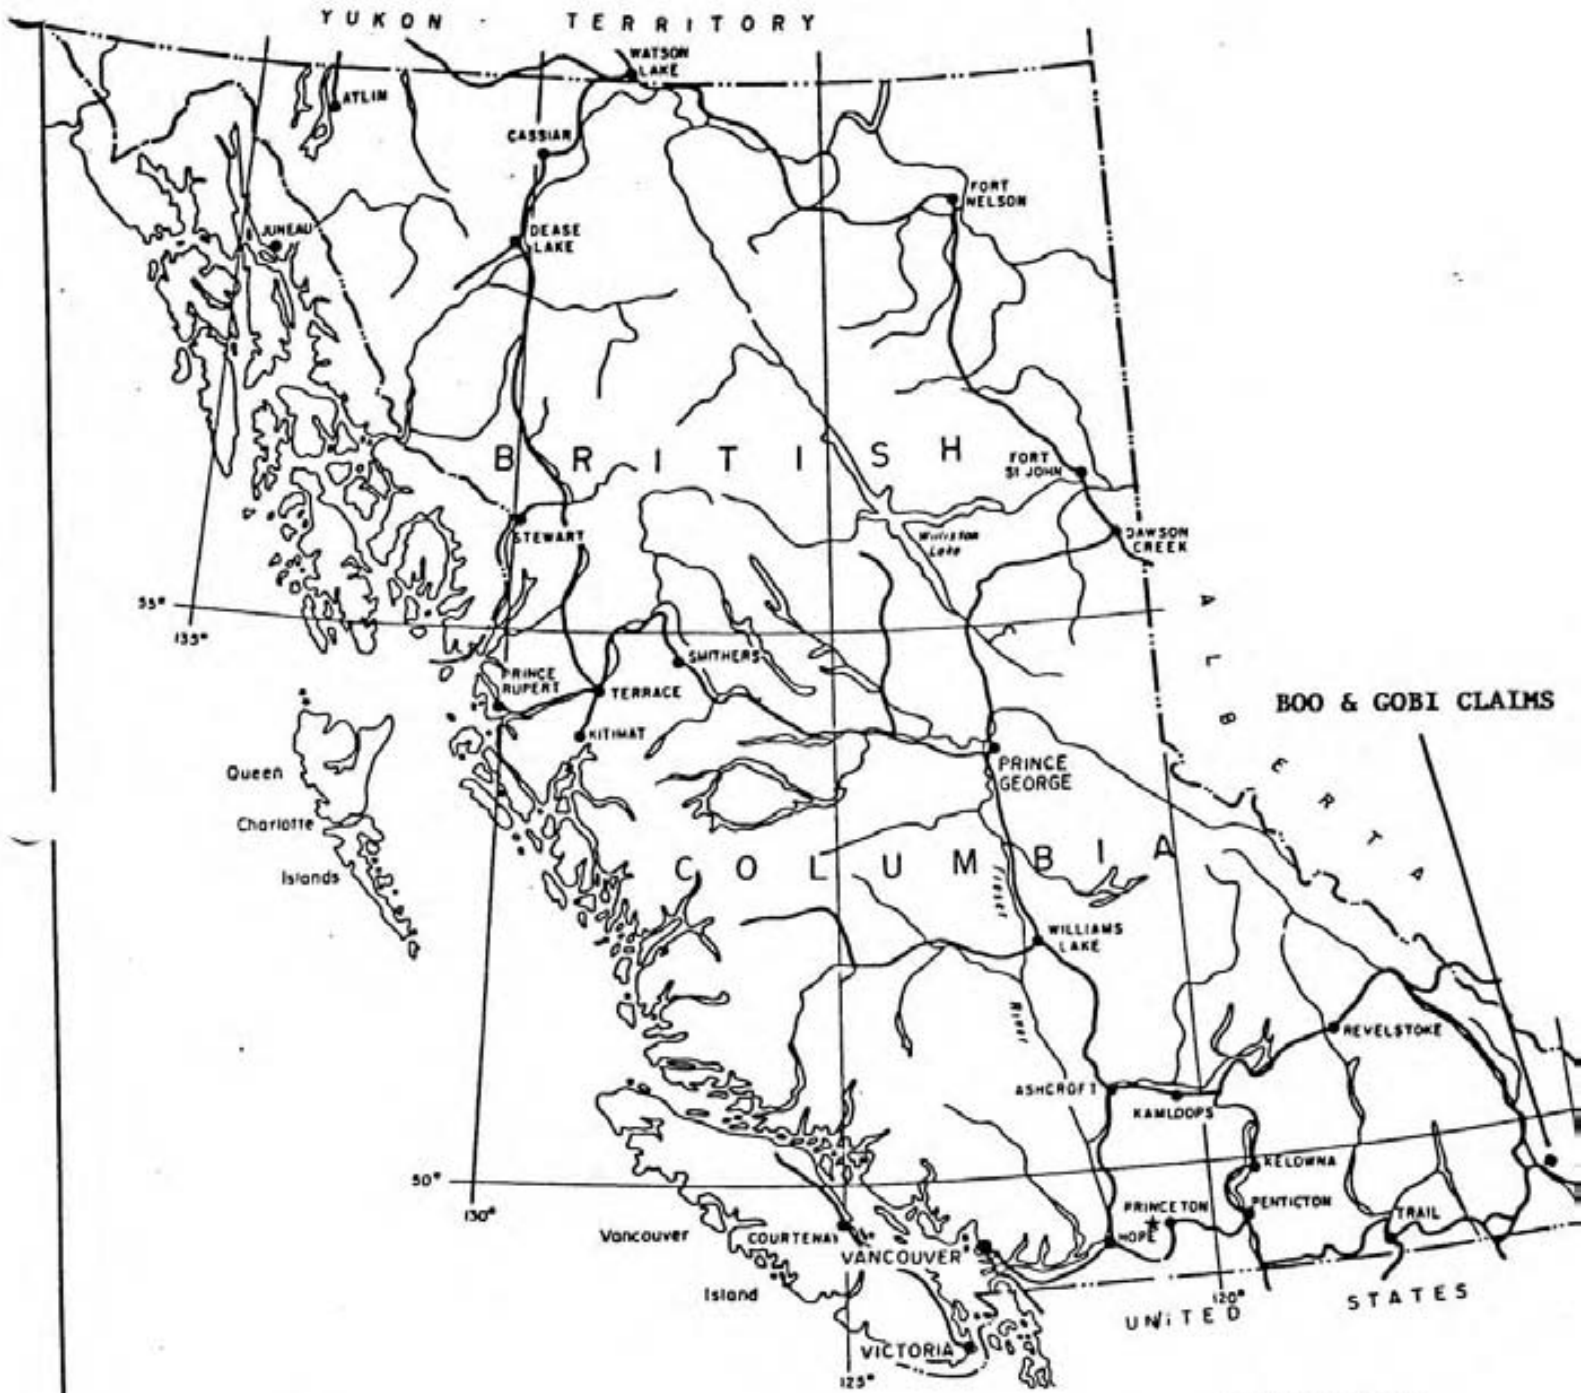 YUKON TERRITORY
WATSON
LAKE
ATLIM
CASSIAR
FORT
NELSON
JUNEAU
DEASE
LAKE
BRITISH
FORT
ST JOHN
STEWART
Williston
Lake
DAWSON
CREEK
55°
135°
ALBERTA
SMITHERS
PRINCE
RUPERT
TERRACE
BOO & GOBI CLAIMS
KITIMAT
PRINCE
GEORGE
Queen
Charlotte
Islands
COLUMBIA
Fraser
River
WILLIAMS
LAKE
REVELSTOKE
ASHCROFT
KAMLOOPS
KELOWNA
50°
130°
PRINCETON
PENTICTON
TRAIL
HOPE
Vancouver
Island
COURTENAY
VANCOUVER
120°
UNITED STATES
VICTORIA
125°